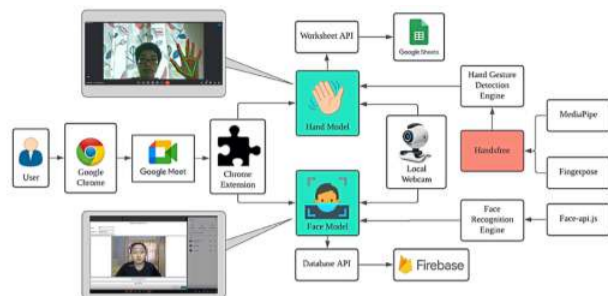 Worksheet API
Google Sheets
Hand Model
Hand Gesture
Detection
Engine
MediaPipe
User
Google
Chrome
Google Meet
Chrome
Extension
Local
Webcam
Handsfree
Fingerpose
Face Model
Face
Recognition
Engine
Face-api.js
Database API
Firebase